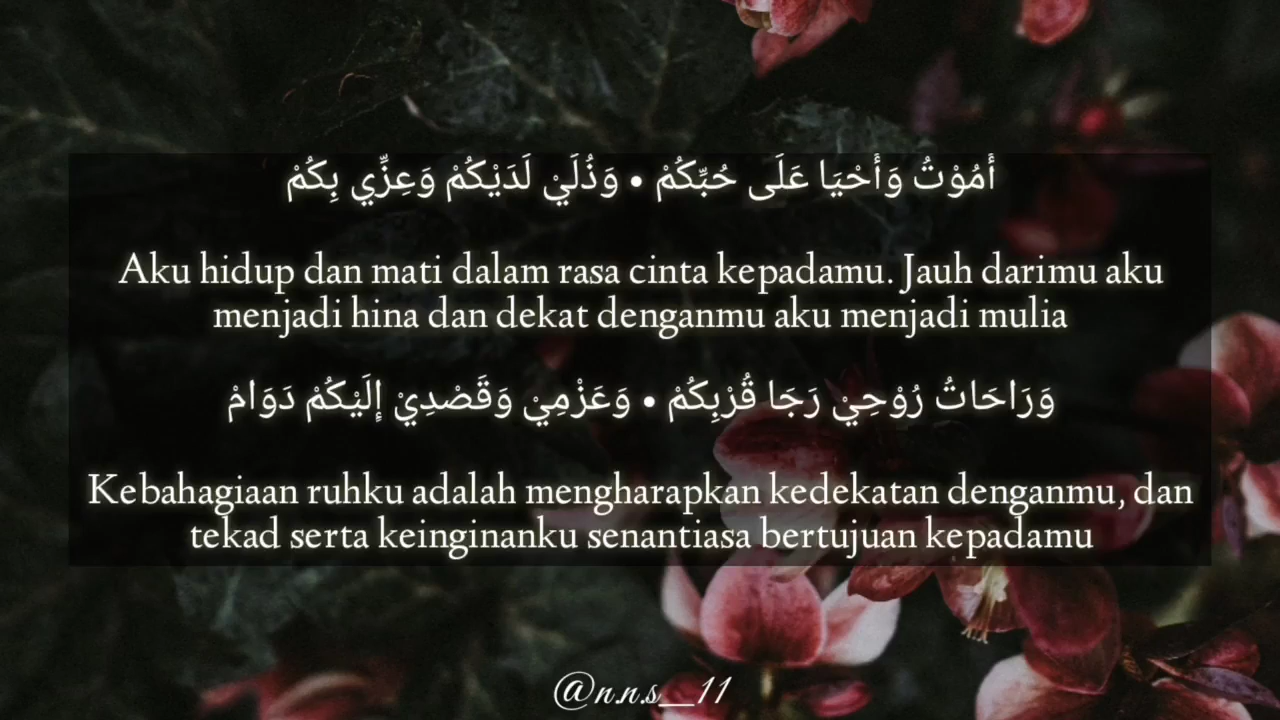 أَمُوْتُ وَأَحْيَا عَلَى حُبِّكُمْ • وَذُلَيْ لَدَيْكُمْ وَعِزِّي بِكُمْ
Aku hidup dan mati dalam rasa cinta kepadamu. Jauh darimu aku
menjadi hina dan dekat denganmu aku menjadi mulia
وَرَاحَاتُ رُوْحِيْ رَجَا قُرْبِكُمْ • وَعَزْمِيْ وَقَصْدِيْ إِلَيْكُمْ دَوَامْ
Kebahagiaan ruhku adalah mengharapkan kedekatan denganmu, dan
tekad serta keinginanku senantiasa bertujuan kepadamu
@n.n.s__11